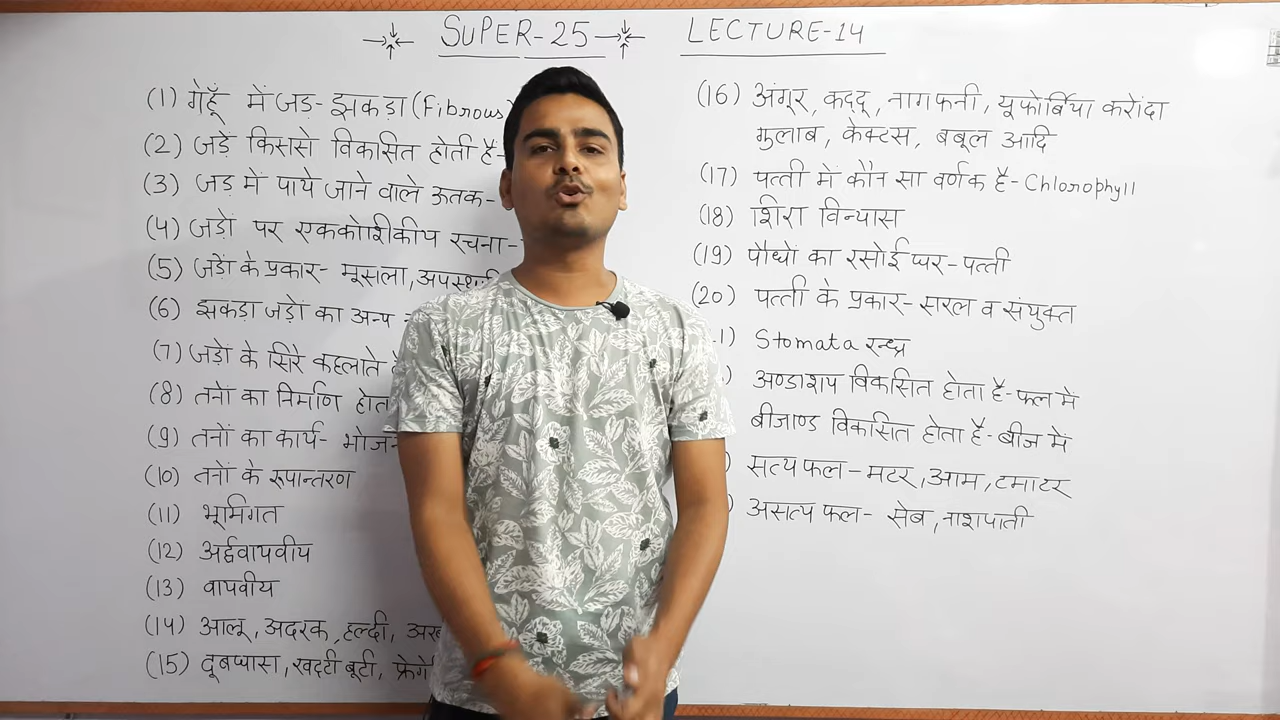 SUPER-25
LECTURE-14
(1) गेहूँ में जड़- झकड़ा (Fibrous)
(2) जड़े किससे विकसित होती है-
(3) जड़ में पाये जाने वाले ऊतक-
(4) जड़ो पर एककोशिकीय रचना-
(5) जड़ो के प्रकार- मूसला, अपस्था
(6) झकड़ा जड़ो का अन्य
(7) जड़ो के सिरे कहलाते
(8) तनों का निर्माण होता
(9) तनों का कार्य- भोजन
(10) तनों के रूपान्तरण
(11) भूमिगत
(12) अर्द्ववायवीय
(13) वायवीय
(14) आलू, अदरक, हल्दी,
(15) दूबघास, खट्टी बूटी,
(16) अंगूर, कद्दू, नागफनी, यूफोर्बिया करोंदा
गुलाब, केक्टस, बबूल आदि
(17) पत्ती में कौन सा वर्णक है- Chlorophyll
(18) शिरा विन्यास
(19) पौधों का रसोई घर- पत्ती
(20) पत्ती के प्रकार- सरल व संयुक्त
1) Stomata रन्ध्र
) अण्डाशय विकसित होता है- फल में
बीजाण्ड विकसित होता है- बीज में
) सत्य फल- मटर, आम, टमाटर
) असत्य फल- सेब, नाशपाती